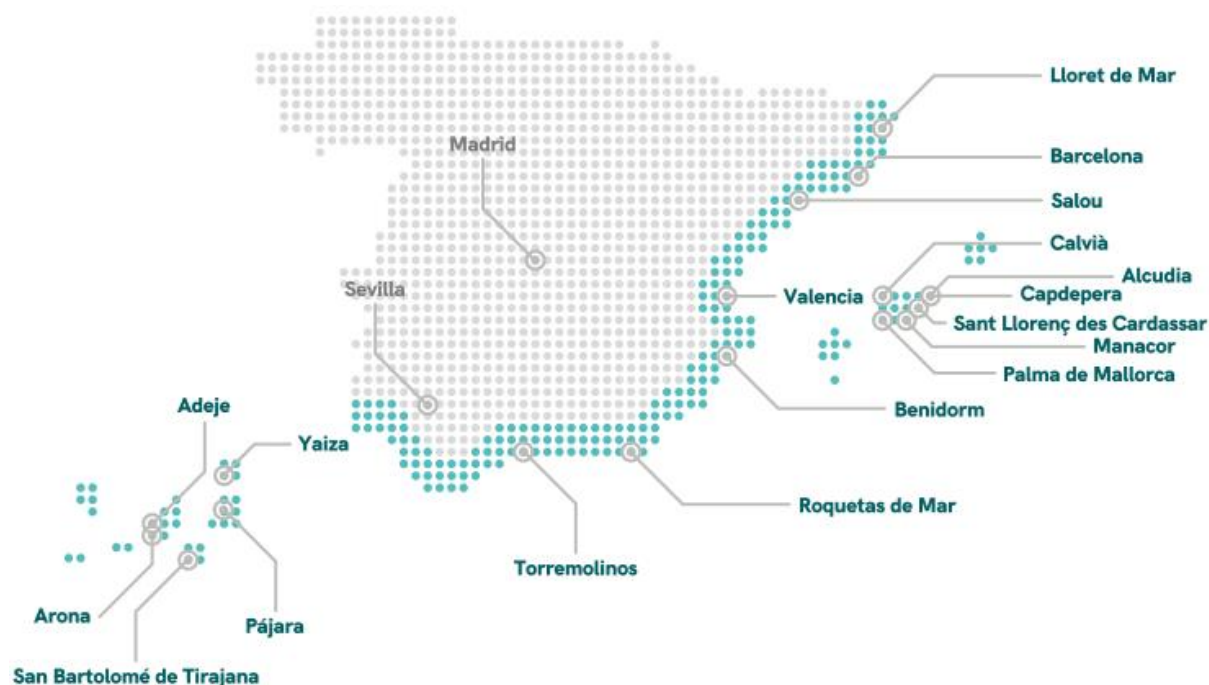 Lloret de Mar
Madrid
Barcelona
Salou
Calvià
Alcudia
Sevilla
Valencia
Capdepera
Sant Llorenç des Cardassar
Manacor
Palma de Mallorca
Adeje
Benidorm
Yaiza
Roquetas de Mar
Torremolinos
Arona
Pájara
San Bartolomé de Tirajana